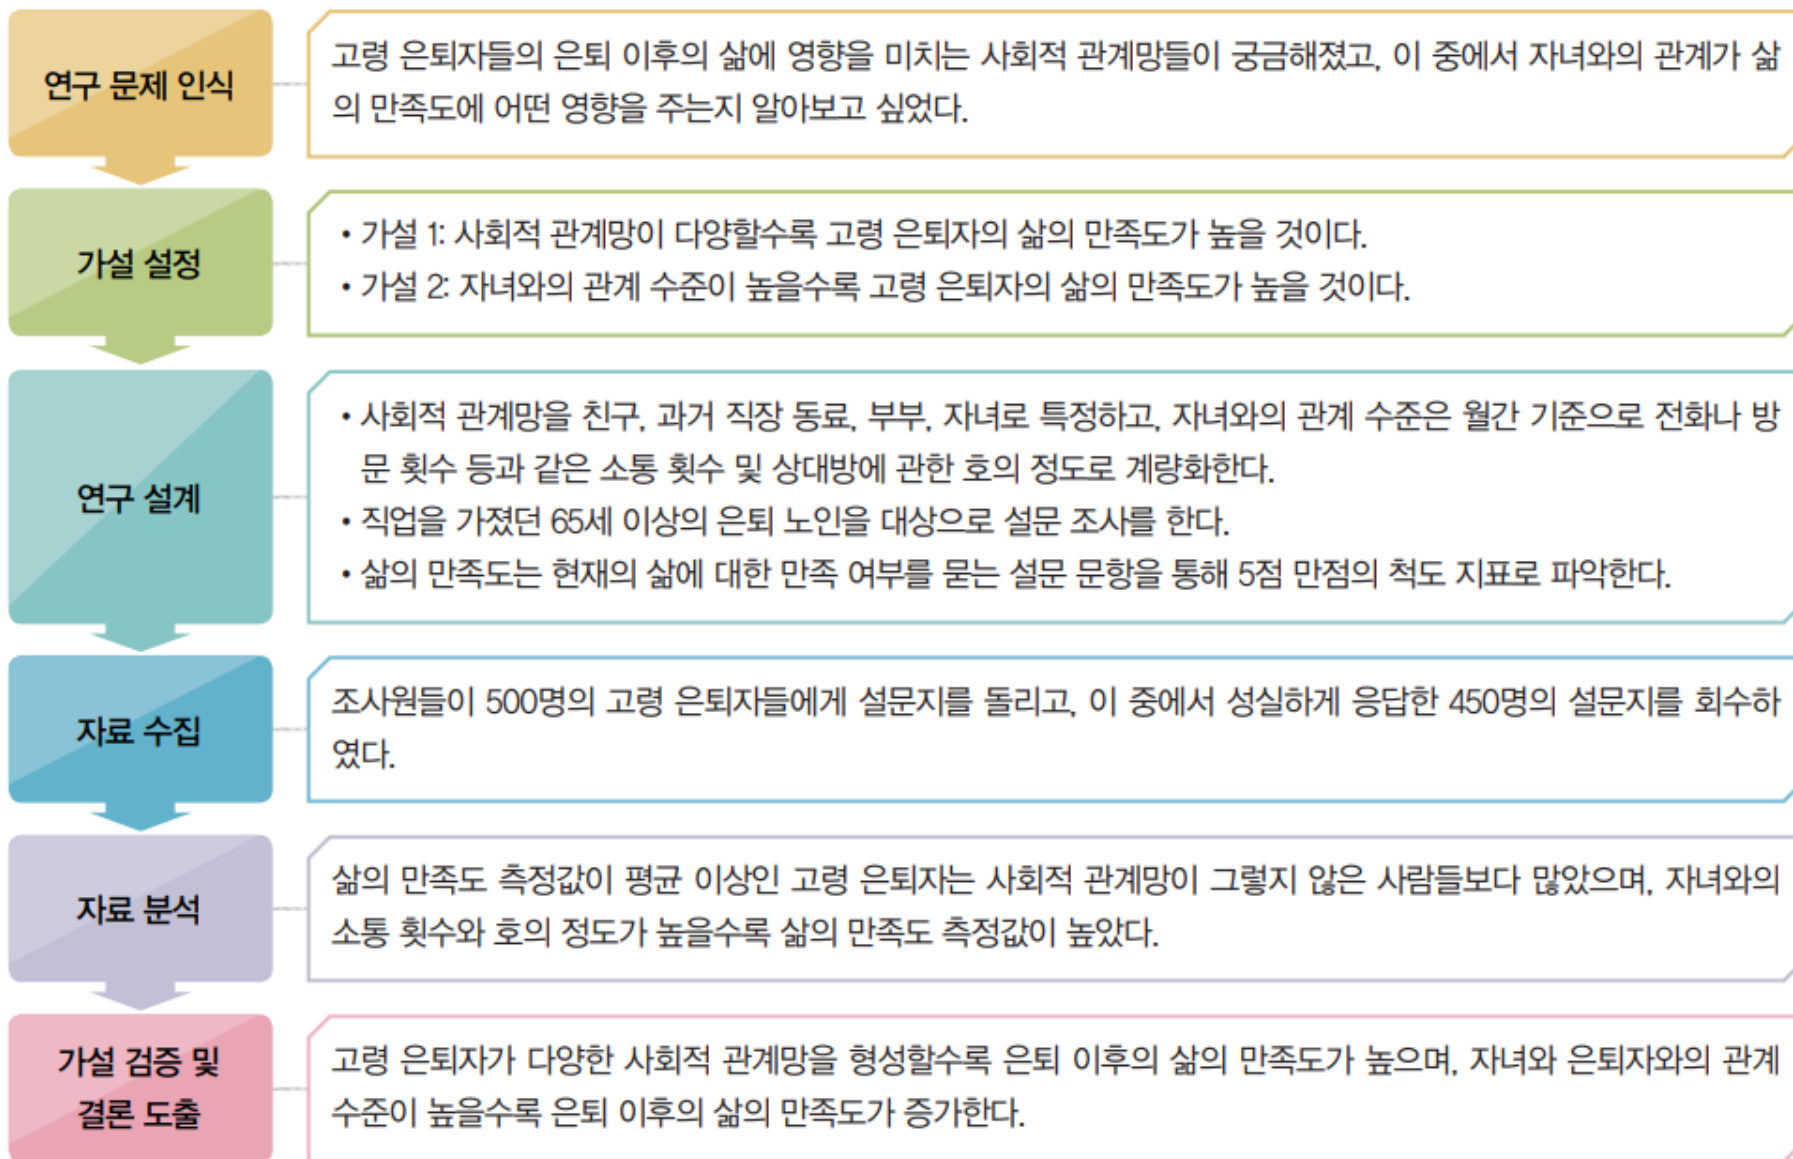 연구 문제 인식
고령 은퇴자들의 은퇴 이후의 삶에 영향을 미치는 사회적 관계망들이 궁금해졌고, 이 중에서 자녀와의 관계가 삶
의 만족도에 어떤 영향을 주는지 알아보고 싶었다.
가설 설정
• 가설 1: 사회적 관계망이 다양할수록 고령 은퇴자의 삶의 만족도가 높을 것이다.
• 가설 2: 자녀와의 관계 수준이 높을수록 고령 은퇴자의 삶의 만족도가 높을 것이다.
연구 설계
• 사회적 관계망을 친구, 과거 직장 동료, 부부, 자녀로 특정하고, 자녀와의 관계 수준은 월간 기준으로 전화나 방
문 횟수 등과 같은 소통 횟수 및 상대방에 관한 호의 정도로 계량화한다.
• 직업을 가졌던 65세 이상의 은퇴 노인을 대상으로 설문 조사를 한다.
• 삶의 만족도는 현재의 삶에 대한 만족 여부를 묻는 설문 문항을 통해 5점 만점의 척도 지표로 파악한다.
자료 수집
조사원들이 500명의 고령 은퇴자들에게 설문지를 돌리고, 이 중에서 성실하게 응답한 450명의 설문지를 회수하
였다.
자료 분석
삶의 만족도 측정값이 평균 이상인 고령 은퇴자는 사회적 관계망이 그렇지 않은 사람들보다 많았으며, 자녀와의
소통 횟수와 호의 정도가 높을수록 삶의 만족도 측정값이 높았다.
가설 검증 및
결론 도출
고령 은퇴자가 다양한 사회적 관계망을 형성할수록 은퇴 이후의 삶의 만족도가 높으며, 자녀와 은퇴자와의 관계
수준이 높을수록 은퇴 이후의 삶의 만족도가 증가한다.